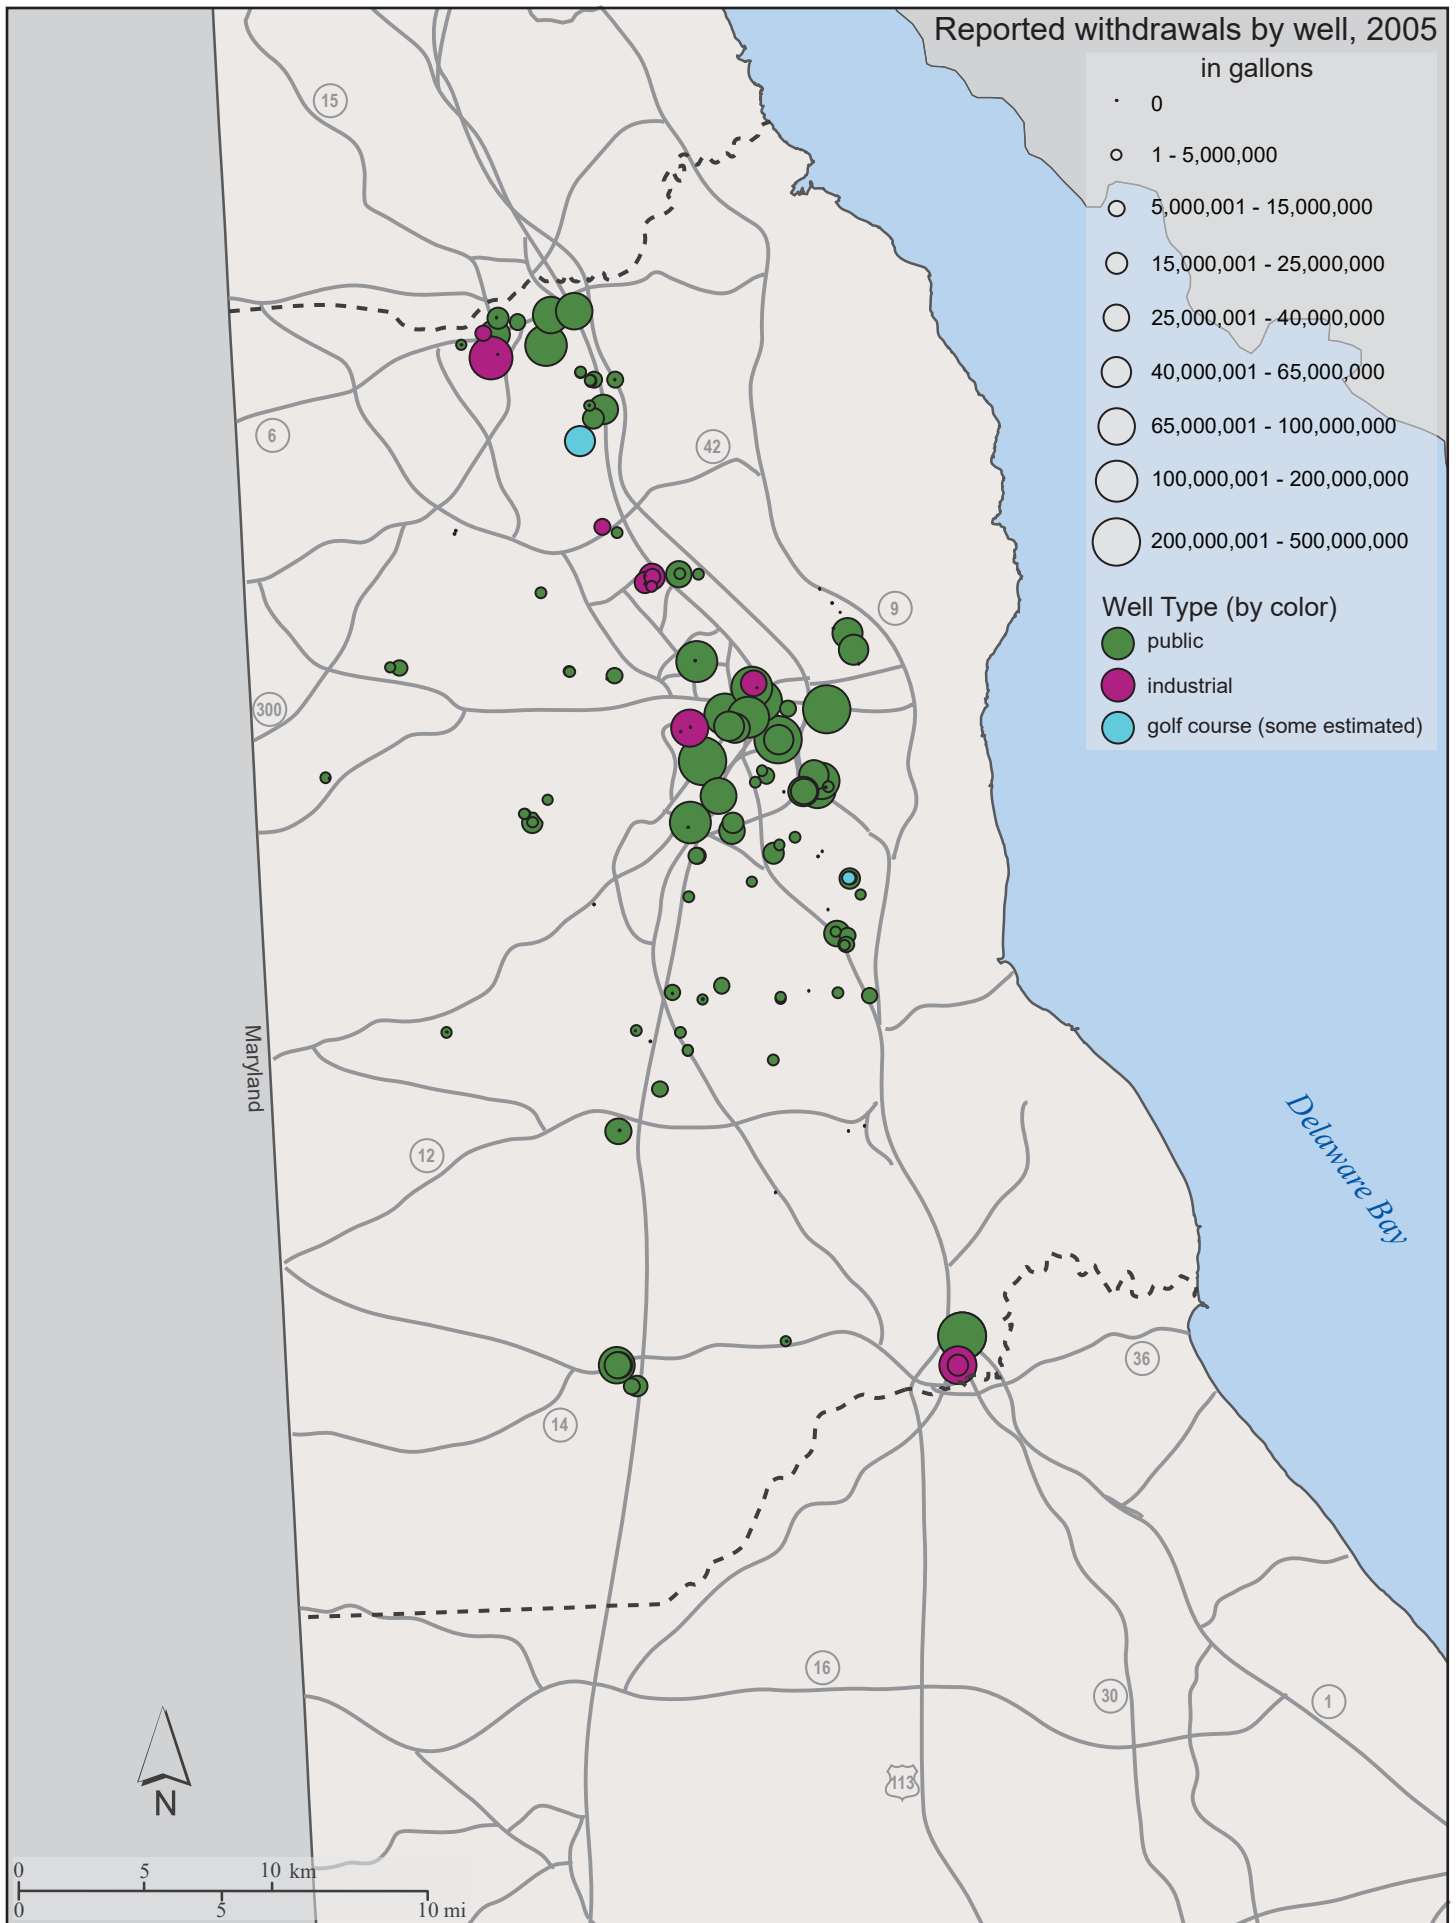 Reported withdrawals by well, 2005
in gallons
0
1 - 5,000,000
5,000,001 - 15,000,000
15,000,001 - 25,000,000
25,000,001 - 40,000,000
40,000,001 - 65,000,000
65,000,001 - 100,000,000
100,000,001 - 200,000,000
200,000,001 - 500,000,000
Well Type (by color)
public
industrial
golf course (some estimated)
15
6
42
9
300
Maryland
12
Delaware Bay
36
14
16
30
1
113
N
0 5 10 km
0 5 10 mi